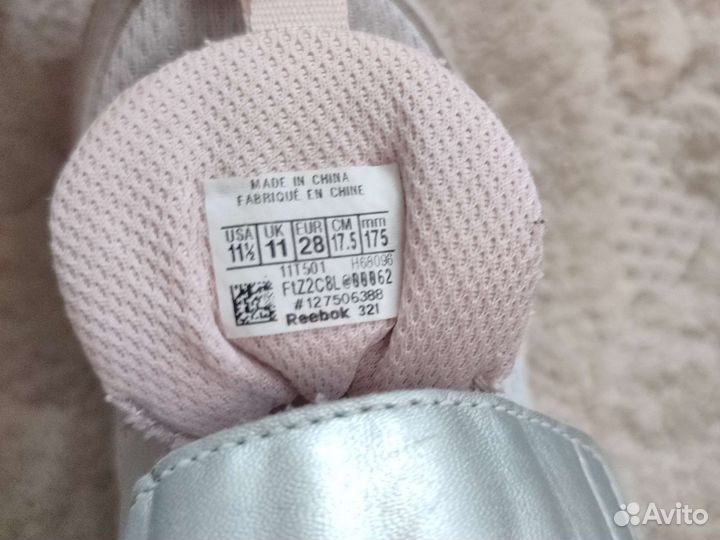 MADE IN CHINA
FABRIQUÉ EN CHINE
USA UK EUR CM mm
11½ 11 28 17.5 175
11T501 H68096
FtZ2C8L@00062
#127506388
Reebok 321
Avito